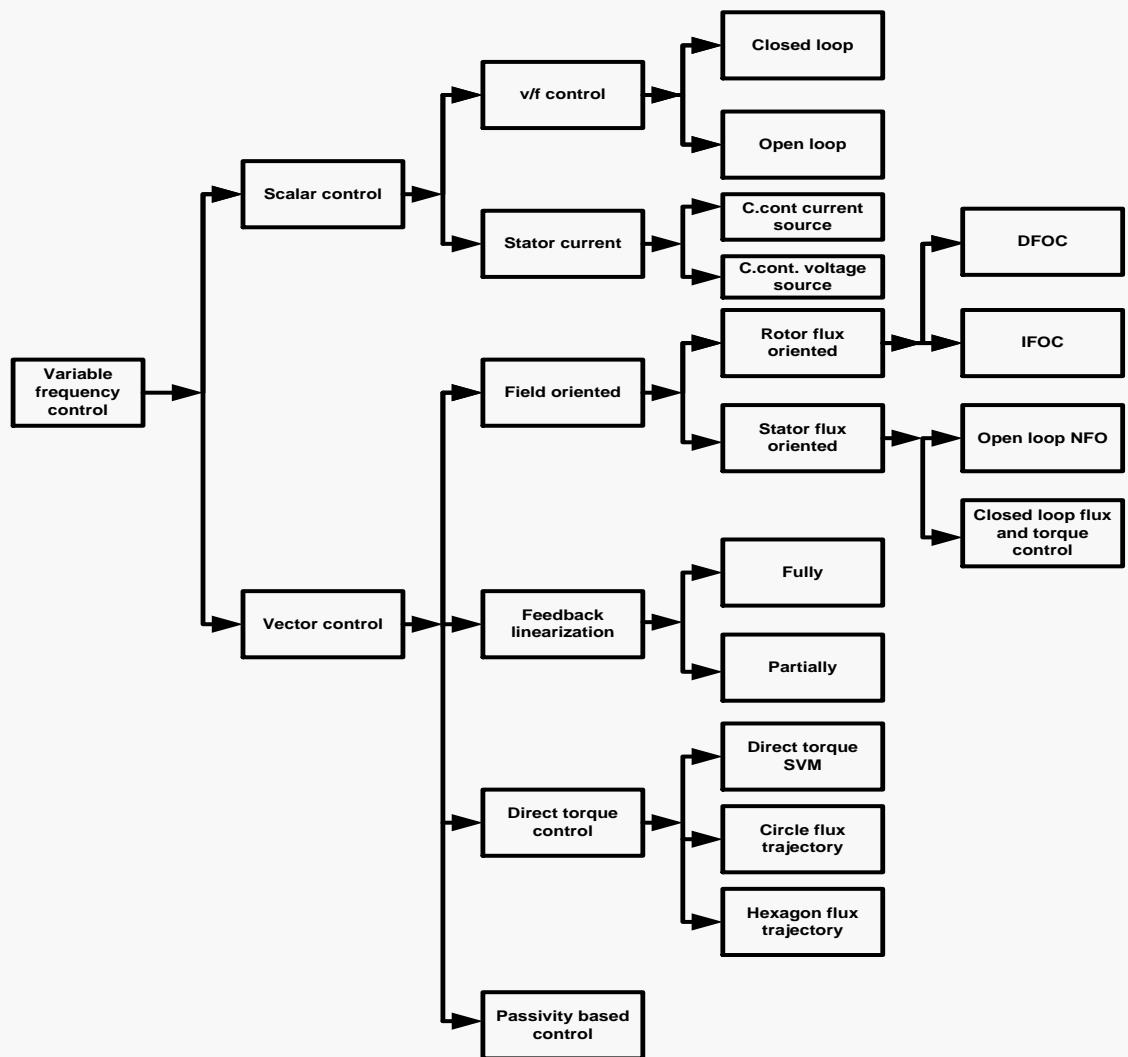 Variable
frequency
control
Scalar control
Vector control
v/f control
Stator current
Field oriented
Feedback
linearization
Direct torque
control
Passivity based
control
Closed loop
Open loop
C.cont current
source
C.cont. voltage
source
Rotor flux
oriented
Stator flux
oriented
Fully
Partially
Direct torque
SVM
Circle flux
trajectory
Hexagon flux
trajectory
DFOC
IFOC
Open loop NFO
Closed loop flux
and torque
control